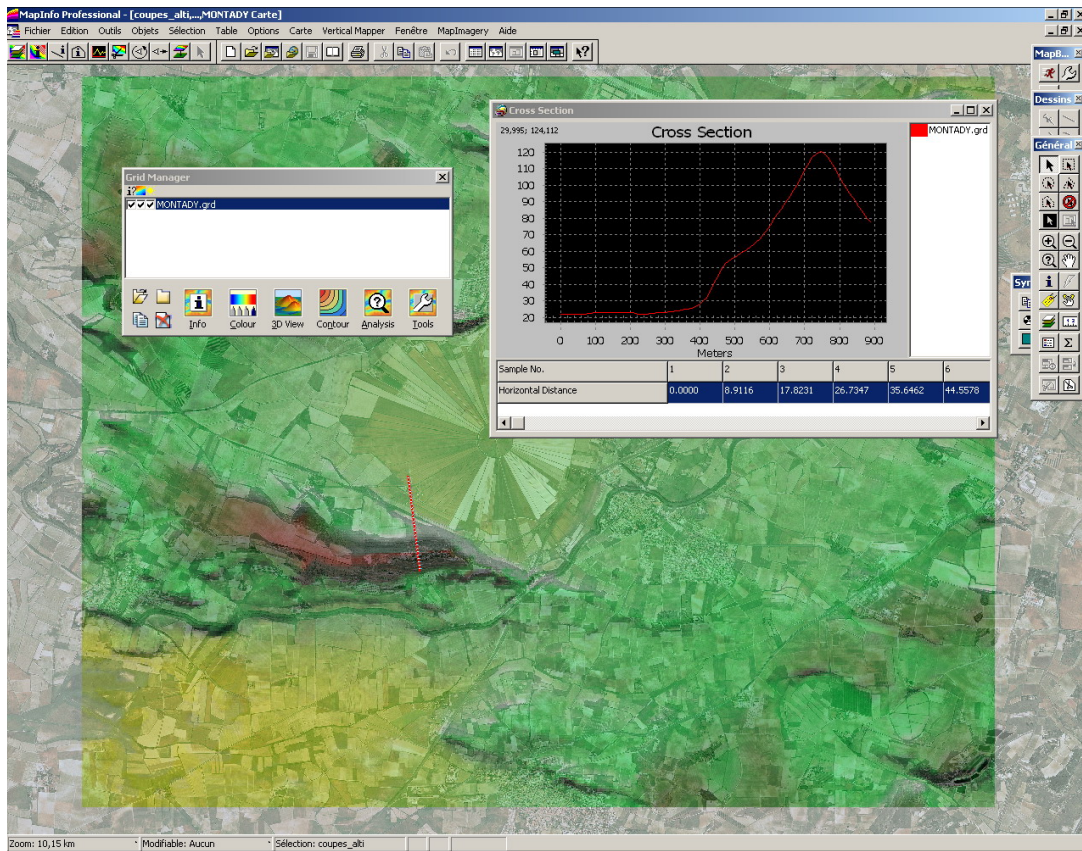 MapInfo Professional - [coupes_alti,...,MONTADY Carte]
Fichier Edition Outils Objets Sélection Table Options Carte Vertical Mapper Fenêtre MapImagery Aide
MapB...
Dessins
Général
Cross Section
29,995; 124,112
Cross Section
MONTADY.grd
120
110
100
90
80
70
60
50
40
30
20
0 100 200 300 400 500 600 700 800 900
Meters
Sample No. 1 2 3 4 5 6
Horizontal Distance 0.0000 8.9116 17.8231 26.7347 35.6462 44.5578
Grid Manager
MONTADY.grd
Info Colour 3D View Contour Analysis Tools
Syr
Zoom: 10,15 km Modifiable: Aucun Sélection: coupes_alti